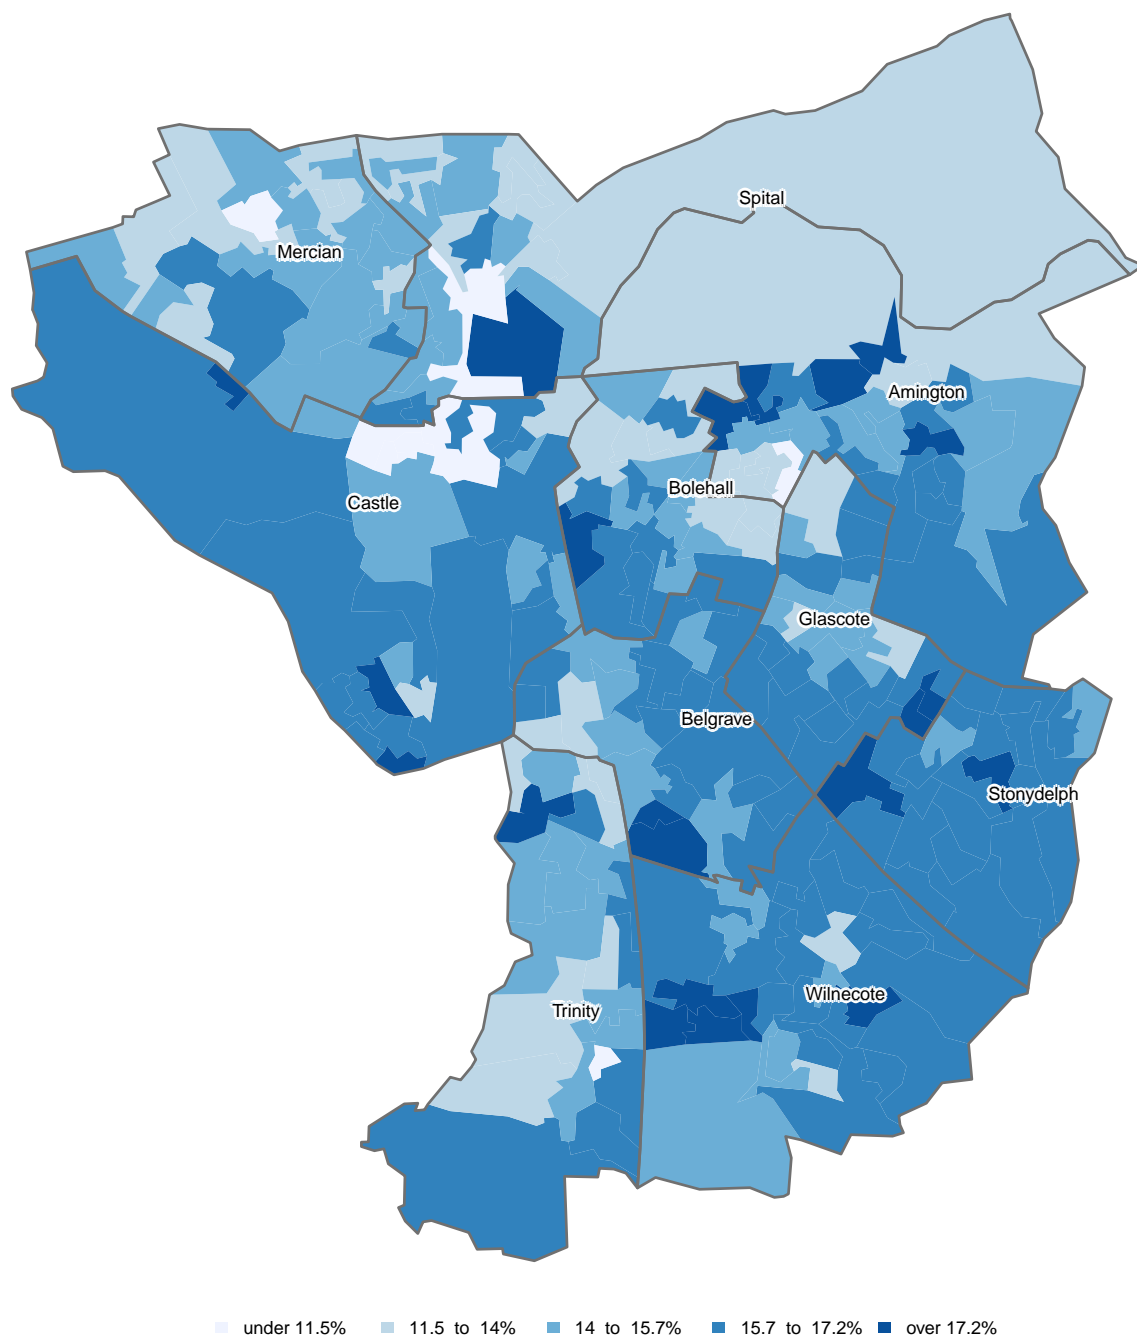 Spital
Mercian
Amington
Bolehall
Castle
Glascote
Belgrave
Stonydelph
Wilnecote
Trinity
under 11.5% 11.5 to 14% 14 to 15.7% 15.7 to 17.2% over 17.2%